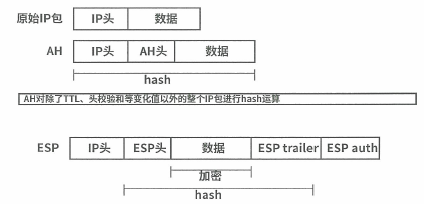 原始IP包 IP头 数据
AH IP头 AH头 数据
hash
AH对除了TTL、头校验和等变化值以外的整个IP包进行hash运算
ESP IP头 ESP头 数据 ESP trailer ESP auth
加密
hash